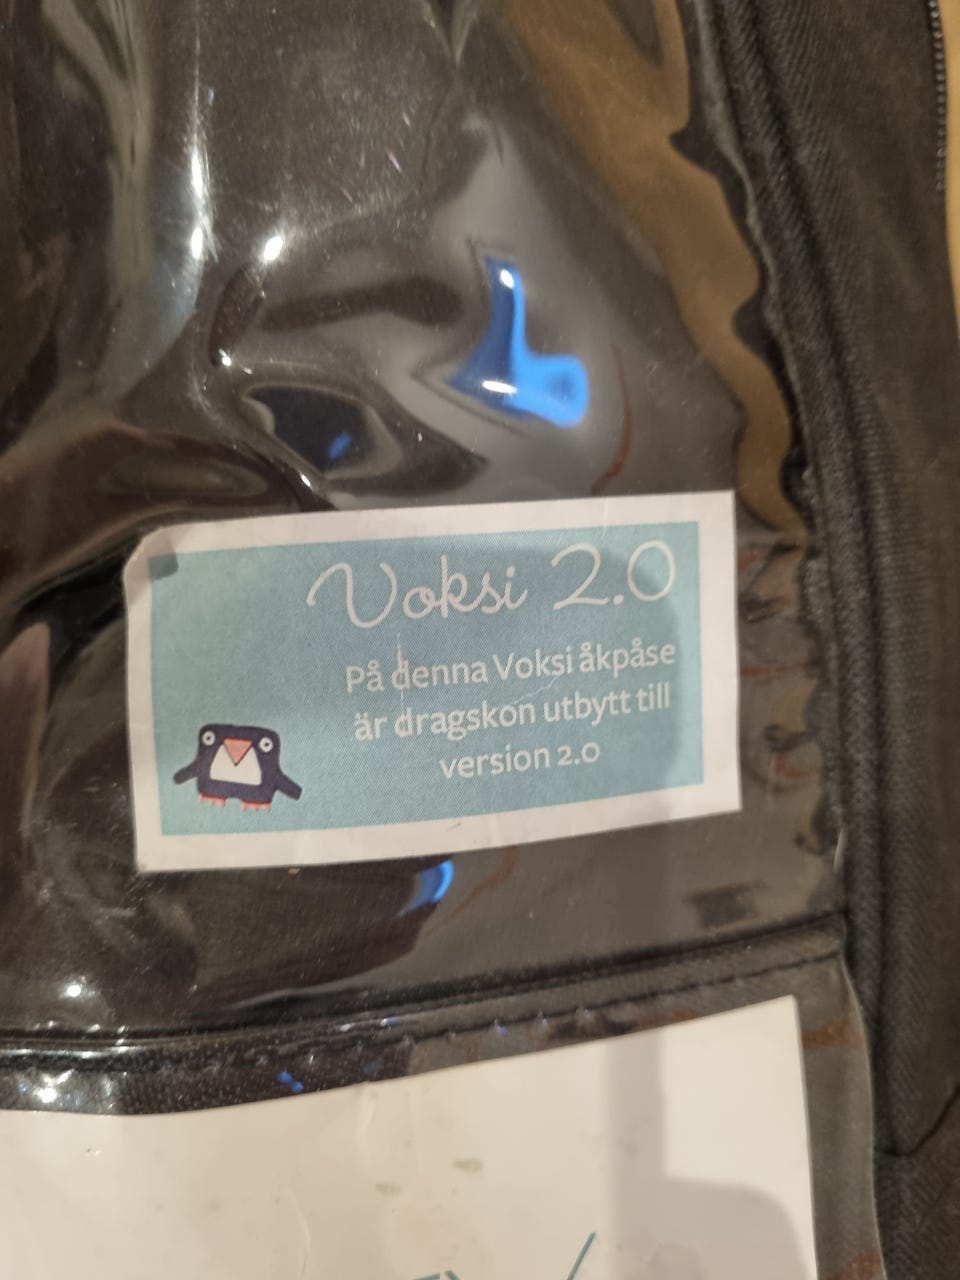 Voksi 2.0
På denna Voksi åkpåse
är dragskon utbytt till
version 2.0